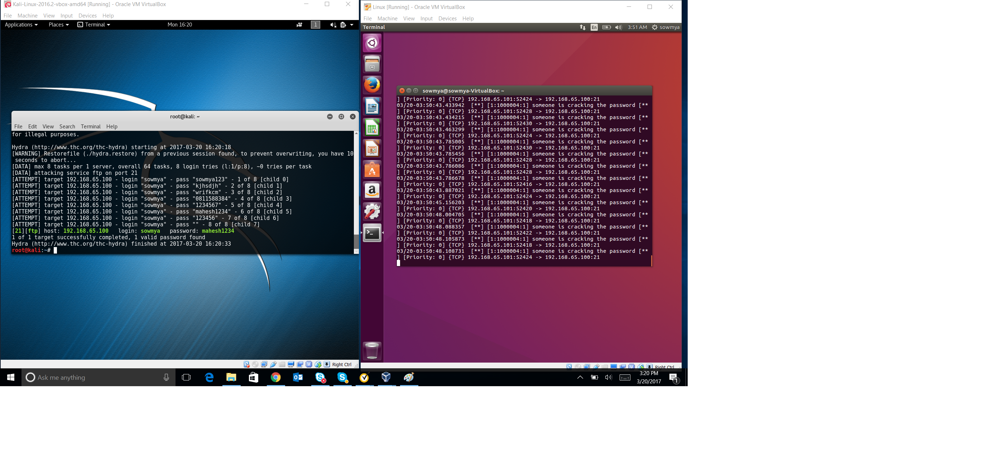 Kali-Linux-2016.2-vbox-amd64 [Running] - Oracle VM VirtualBox
File Machine View Input Devices Help
Applications Places Terminal Mon 16:20 1
root@kali: ~
File Edit View Search Terminal Help
for illegal purposes.
Hydra (http://www.thc.org/thc-hydra) starting at 2017-03-20 16:20:18
[WARNING] Restorefile (./hydra.restore) from a previous session found, to prevent overwriting, you have 10
seconds to abort...
[DATA] max 8 tasks per 1 server, overall 64 tasks, 8 login tries (l:1/p:8), ~0 tries per task
[DATA] attacking service ftp on port 21
[ATTEMPT] target 192.168.65.100 - login "sowmya" - pass "sowmya123" - 1 of 8 [child 0]
[ATTEMPT] target 192.168.65.100 - login "sowmya" - pass "kjhsdjh" - 2 of 8 [child 1]
[ATTEMPT] target 192.168.65.100 - login "sowmya" - pass "wrifkcm" - 3 of 8 [child 2]
[ATTEMPT] target 192.168.65.100 - login "sowmya" - pass "0811588384" - 4 of 8 [child 3]
[ATTEMPT] target 192.168.65.100 - login "sowmya" - pass "1234567" - 5 of 8 [child 4]
[ATTEMPT] target 192.168.65.100 - login "sowmya" - pass "mahesh1234" - 6 of 8 [child 5]
[ATTEMPT] target 192.168.65.100 - login "sowmya" - pass "123456" - 7 of 8 [child 6]
[ATTEMPT] target 192.168.65.100 - login "sowmya" - pass "" - 8 of 8 [child 7]
[21][ftp] host: 192.168.65.100 login: sowmya password: mahesh1234
1 of 1 target successfully completed, 1 valid password found
Hydra (http://www.thc.org/thc-hydra) finished at 2017-03-20 16:20:33
root@kali:~#
Right Ctrl
Linux [Running] - Oracle VM VirtualBox
File Machine View Input Devices Help
Terminal En 3:51 AM sowmya
sowmya@sowmya-VirtualBox: ~
] [Priority: 0] {TCP} 192.168.65.101:52424 -> 192.168.65.100:21
03/20-03:50:43.433942 [**] [1:1000004:1] someone is cracking the password [**
] [Priority: 0] {TCP} 192.168.65.101:52428 -> 192.168.65.100:21
03/20-03:50:43.434215 [**] [1:1000004:1] someone is cracking the password [**
] [Priority: 0] {TCP} 192.168.65.101:52430 -> 192.168.65.100:21
03/20-03:50:43.463299 [**] [1:1000004:1] someone is cracking the password [**
] [Priority: 0] {TCP} 192.168.65.101:52424 -> 192.168.65.100:21
03/20-03:50:43.785005 [**] [1:1000004:1] someone is cracking the password [**
] [Priority: 0] {TCP} 192.168.65.101:52430 -> 192.168.65.100:21
03/20-03:50:43.785456 [**] [1:1000004:1] someone is cracking the password [**
] [Priority: 0] {TCP} 192.168.65.101:52428 -> 192.168.65.100:21
03/20-03:50:43.786086 [**] [1:1000004:1] someone is cracking the password [**
] [Priority: 0] {TCP} 192.168.65.101:52428 -> 192.168.65.100:21
03/20-03:50:43.786678 [**] [1:1000004:1] someone is cracking the password [**
] [Priority: 0] {TCP} 192.168.65.101:52416 -> 192.168.65.100:21
03/20-03:50:43.887021 [**] [1:1000004:1] someone is cracking the password [**
] [Priority: 0] {TCP} 192.168.65.101:52424 -> 192.168.65.100:21
03/20-03:50:45.156203 [**] [1:1000004:1] someone is cracking the password [**
] [Priority: 0] {TCP} 192.168.65.101:52420 -> 192.168.65.100:21
03/20-03:50:48.004705 [**] [1:1000004:1] someone is cracking the password [**
] [Priority: 0] {TCP} 192.168.65.101:52418 -> 192.168.65.100:21
03/20-03:50:48.088357 [**] [1:1000004:1] someone is cracking the password [**
] [Priority: 0] {TCP} 192.168.65.101:52422 -> 192.168.65.100:21
03/20-03:50:48.105873 [**] [1:1000004:1] someone is cracking the password [**
] [Priority: 0] {TCP} 192.168.65.101:52418 -> 192.168.65.100:21
03/20-03:50:48.108731 [**] [1:1000004:1] someone is cracking the password [**
] [Priority: 0] {TCP} 192.168.65.101:52424 -> 192.168.65.100:21
Right Ctrl
Ask me anything
3:20 PM
3/20/2017
1